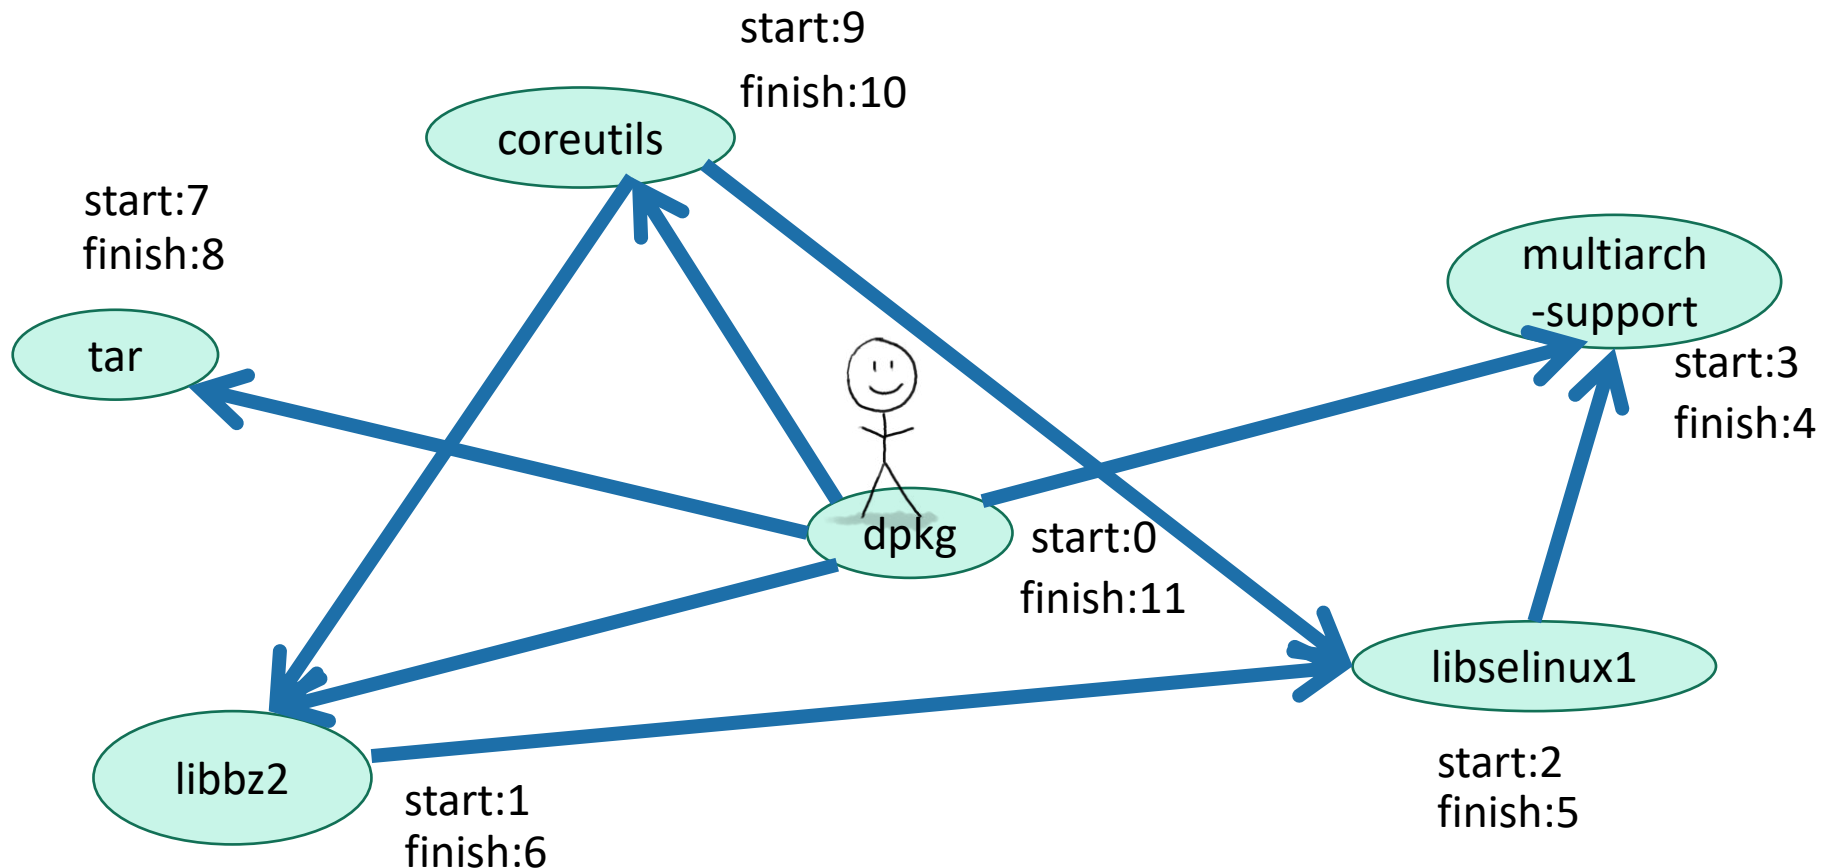 start:9
finish:10
coreutils
start:7
finish:8
tar
multiarch
-support
start:3
finish:4
dpkg
start:0
finish:11
libselinux1
start:2
finish:5
libbz2
start:1
finish:6